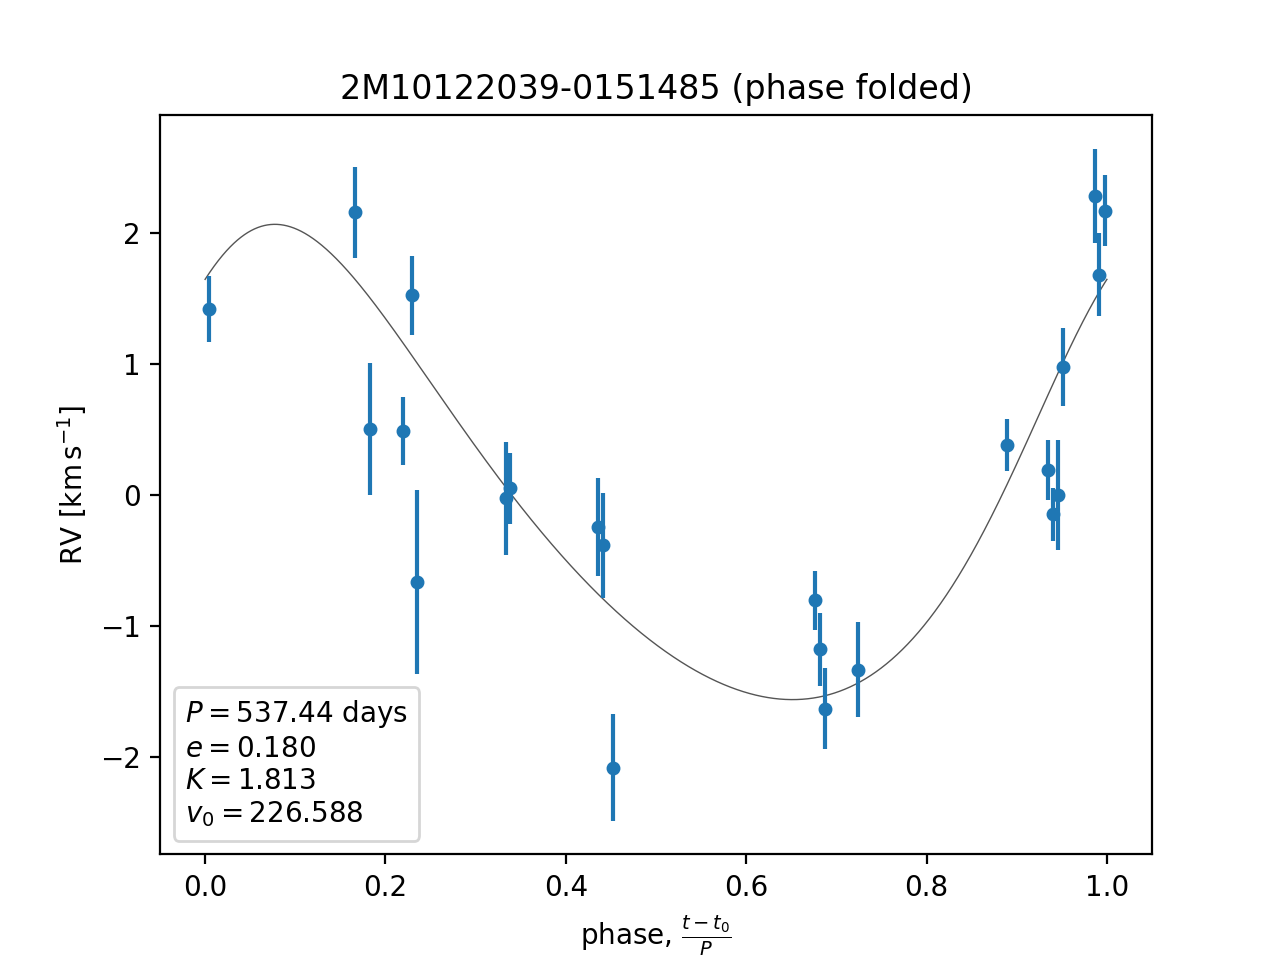 2M10122039-0151485 (phase folded)
RV [km s⁻¹]
2
1
0
−1
−2
P = 537.44 days
e = 0.180
K = 1.813
v₀ = 226.588
0.0 0.2 0.4 0.6 0.8 1.0
phase, (t − t₀)/P